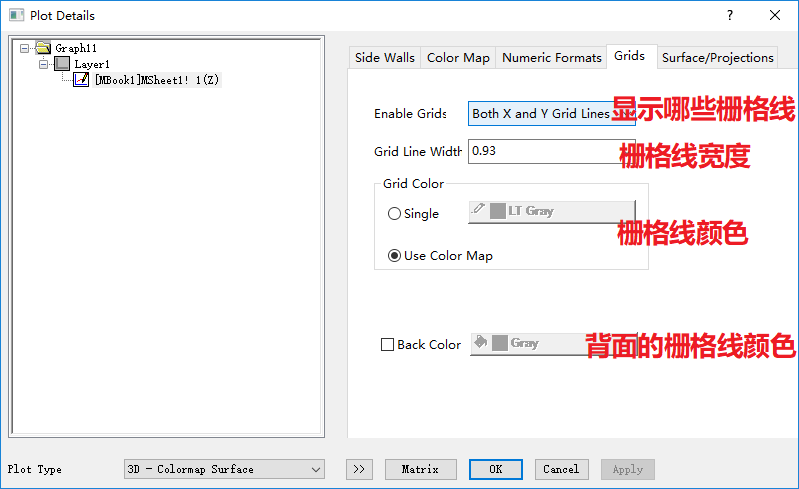 Plot Details
Graph11
Layer1
[MBook1]MSheet1! 1(Z)
Side Walls
Color Map
Numeric Formats
Grids
Surface/Projections
Enable Grids
Both X and Y Grid Lines
显示哪些栅格线
Grid Line Width
0.93
栅格线宽度
Grid Color
Single
LT Gray
栅格线颜色
Use Color Map
Back Color
Gray
背面的栅格线颜色
Plot Type
3D - Colormap Surface
>>
Matrix
OK
Cancel
Apply